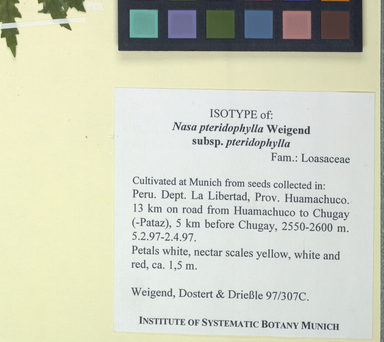 ISOTYPE of:
Nasa pteridophylla Weigend
subsp. pteridophylla
Fam.: Loasaceae
Cultivated at Munich from seeds collected in:
Peru. Dept. La Libertad, Prov. Huamachuco.
13 km on road from Huamachuco to Chugay
(-Pataz), 5 km before Chugay, 2550-2600 m.
5.2.97-2.4.97.
Petals white, nectar scales yellow, white and
red, ca. 1,5 m.
Weigend, Dostert & Drießle 97/307C.
INSTITUTE OF SYSTEMATIC BOTANY MUNICH